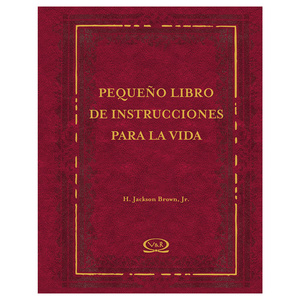 PEQUEÑO LIBRO
DE INSTRUCCIONES
PARA LA VIDA
H. Jackson Brown, Jr.
V&R